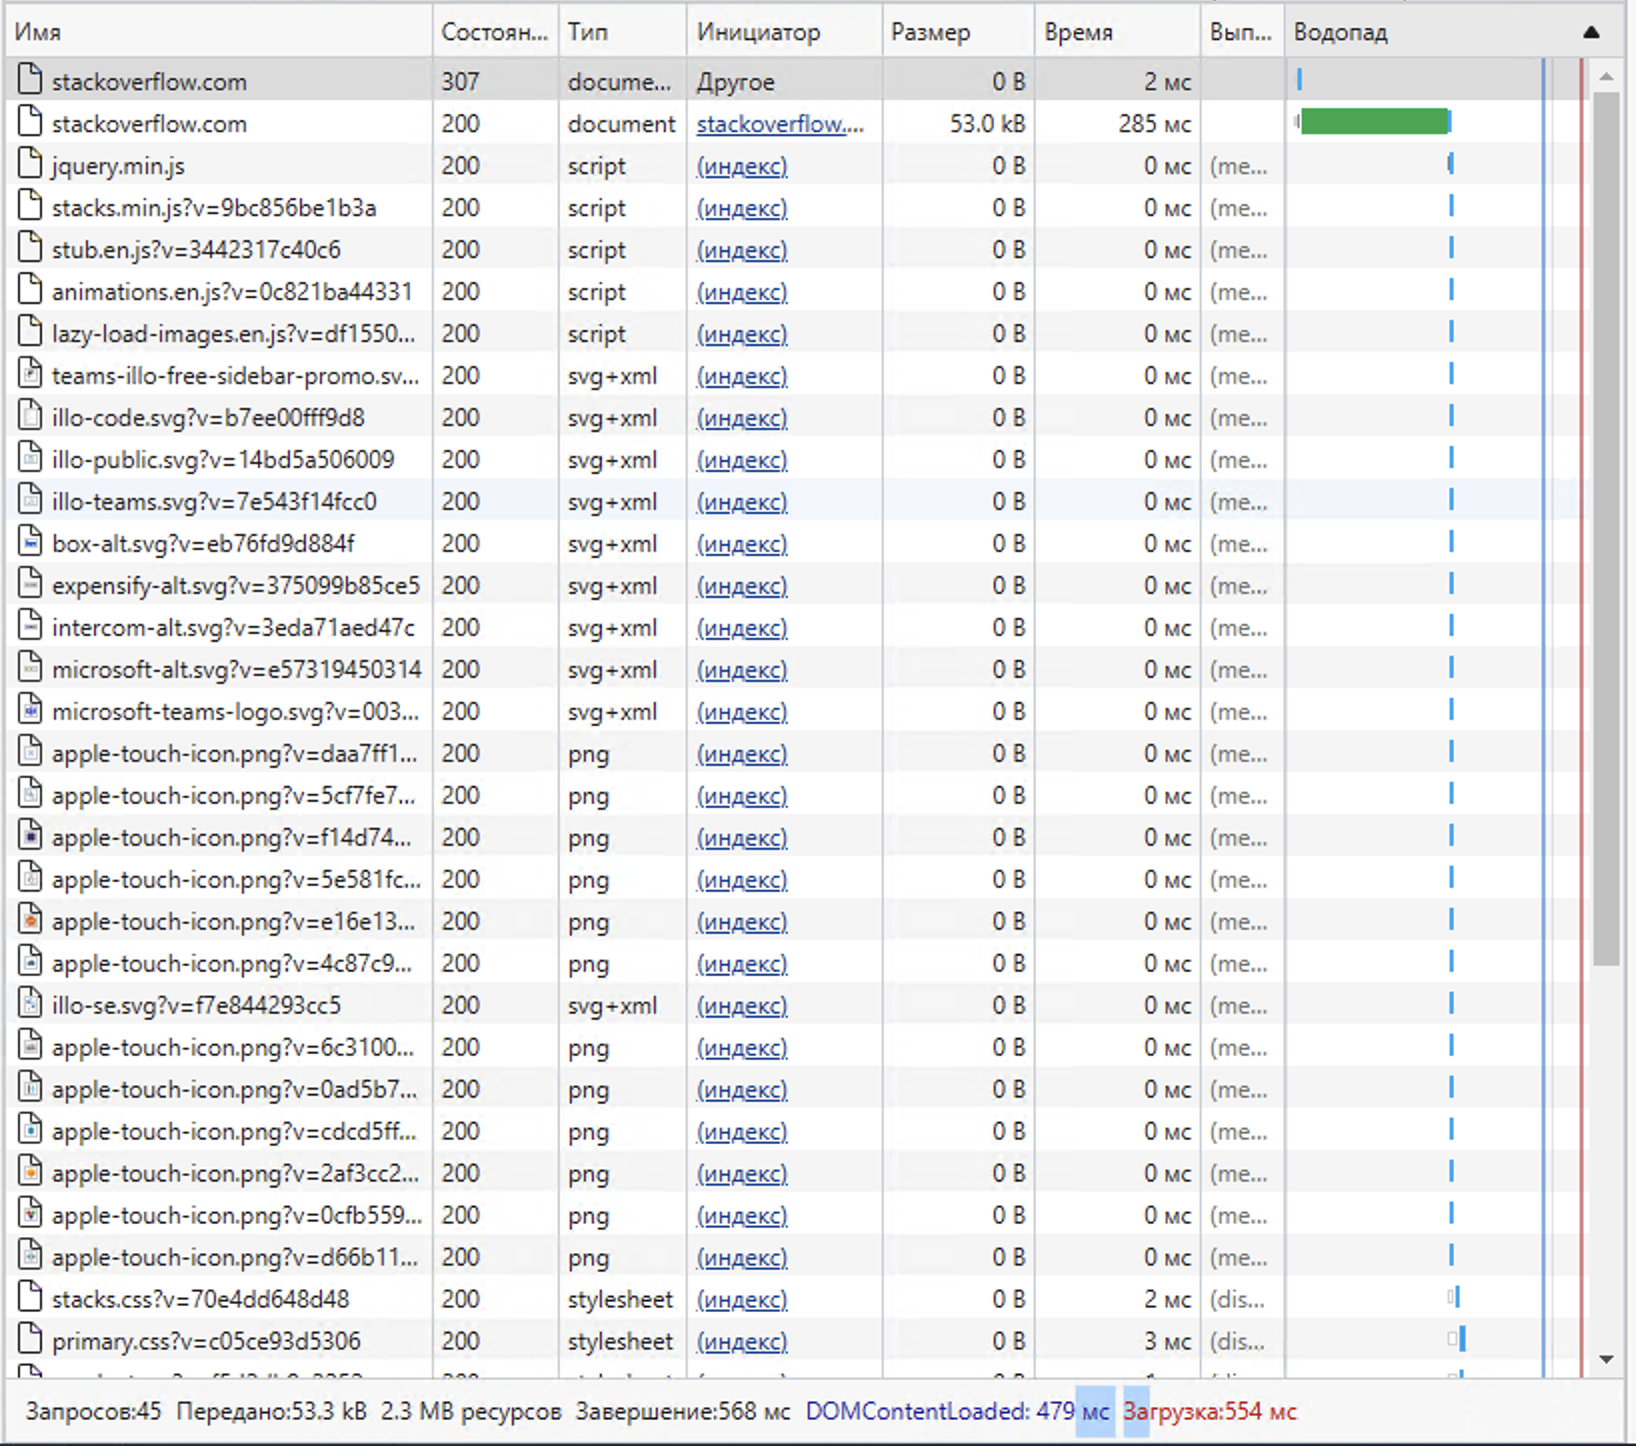 Имя Состоян... Тип Инициатор Размер Время Вып... Водопад
stackoverflow.com 307 docume... Другое 0 B 2 мс
stackoverflow.com 200 document stackoverflow.... 53.0 kB 285 мс
jquery.min.js 200 script (индекс) 0 B 0 мс (me...
stacks.min.js?v=9bc856be1b3a 200 script (индекс) 0 B 0 мс (me...
stub.en.js?v=3442317c40c6 200 script (индекс) 0 B 0 мс (me...
animations.en.js?v=0c821ba44331 200 script (индекс) 0 B 0 мс (me...
lazy-load-images.en.js?v=df1550... 200 script (индекс) 0 B 0 мс (me...
teams-illo-free-sidebar-promo.sv... 200 svg+xml (индекс) 0 B 0 мс (me...
illo-code.svg?v=b7ee00fff9d8 200 svg+xml (индекс) 0 B 0 мс (me...
illo-public.svg?v=14bd5a506009 200 svg+xml (индекс) 0 B 0 мс (me...
illo-teams.svg?v=7e543f14fcc0 200 svg+xml (индекс) 0 B 0 мс (me...
box-alt.svg?v=eb76fd9d884f 200 svg+xml (индекс) 0 B 0 мс (me...
expensify-alt.svg?v=375099b85ce5 200 svg+xml (индекс) 0 B 0 мс (me...
intercom-alt.svg?v=3eda71aed47c 200 svg+xml (индекс) 0 B 0 мс (me...
microsoft-alt.svg?v=e57319450314 200 svg+xml (индекс) 0 B 0 мс (me...
microsoft-teams-logo.svg?v=003... 200 svg+xml (индекс) 0 B 0 мс (me...
apple-touch-icon.png?v=daa7ff1... 200 png (индекс) 0 B 0 мс (me...
apple-touch-icon.png?v=5cf7fe7... 200 png (индекс) 0 B 0 мс (me...
apple-touch-icon.png?v=f14d74... 200 png (индекс) 0 B 0 мс (me...
apple-touch-icon.png?v=5e581fc... 200 png (индекс) 0 B 0 мс (me...
apple-touch-icon.png?v=e16e13... 200 png (индекс) 0 B 0 мс (me...
apple-touch-icon.png?v=4c87c9... 200 png (индекс) 0 B 0 мс (me...
illo-se.svg?v=f7e844293cc5 200 svg+xml (индекс) 0 B 0 мс (me...
apple-touch-icon.png?v=6c3100... 200 png (индекс) 0 B 0 мс (me...
apple-touch-icon.png?v=0ad5b7... 200 png (индекс) 0 B 0 мс (me...
apple-touch-icon.png?v=cdcd5ff... 200 png (индекс) 0 B 0 мс (me...
apple-touch-icon.png?v=2af3cc2... 200 png (индекс) 0 B 0 мс (me...
apple-touch-icon.png?v=0cfb559... 200 png (индекс) 0 B 0 мс (me...
apple-touch-icon.png?v=d66b11... 200 png (индекс) 0 B 0 мс (me...
stacks.css?v=70e4dd648d48 200 stylesheet (индекс) 0 B 2 мс (dis...
primary.css?v=c05ce93d5306 200 stylesheet (индекс) 0 B 3 мс (dis...
Запросов:45 Передано:53.3 kB 2.3 MB ресурсов Завершение:568 мс DOMContentLoaded: 479 мс Загрузка:554 мс